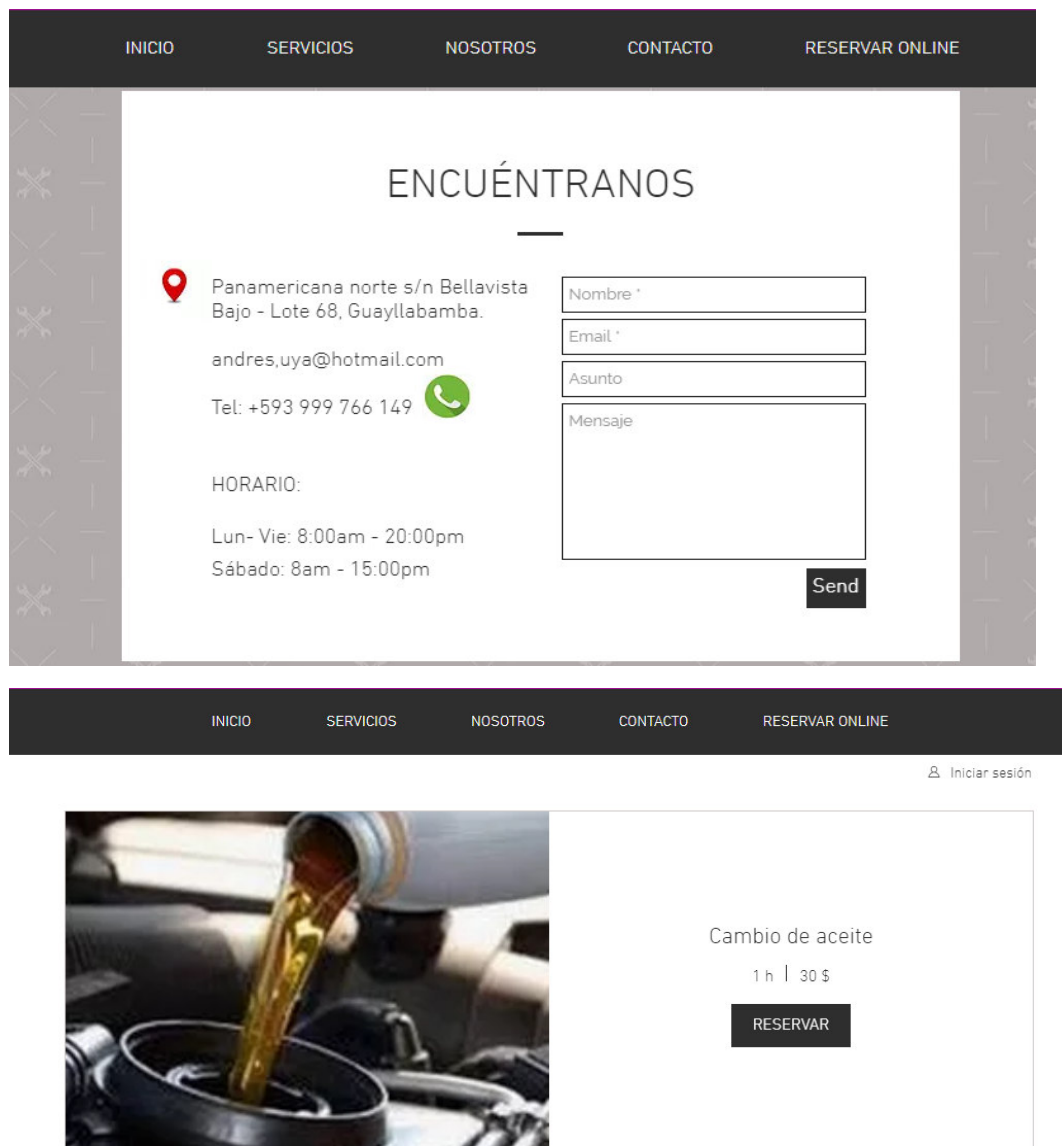 INICIO SERVICIOS NOSOTROS CONTACTO RESERVAR ONLINE
ENCUÉNTRANOS
Panamericana norte s/n Bellavista
Bajo - Lote 68, Guayllabamba.
andres,uya@hotmail.com
Tel: +593 999 766 149
HORARIO:
Lun- Vie: 8:00am - 20:00pm
Sábado: 8am - 15:00pm
Nombre *
Email *
Asunto
Mensaje
Send
INICIO SERVICIOS NOSOTROS CONTACTO RESERVAR ONLINE
Iniciar sesión
Cambio de aceite
1 h | 30 $
RESERVAR